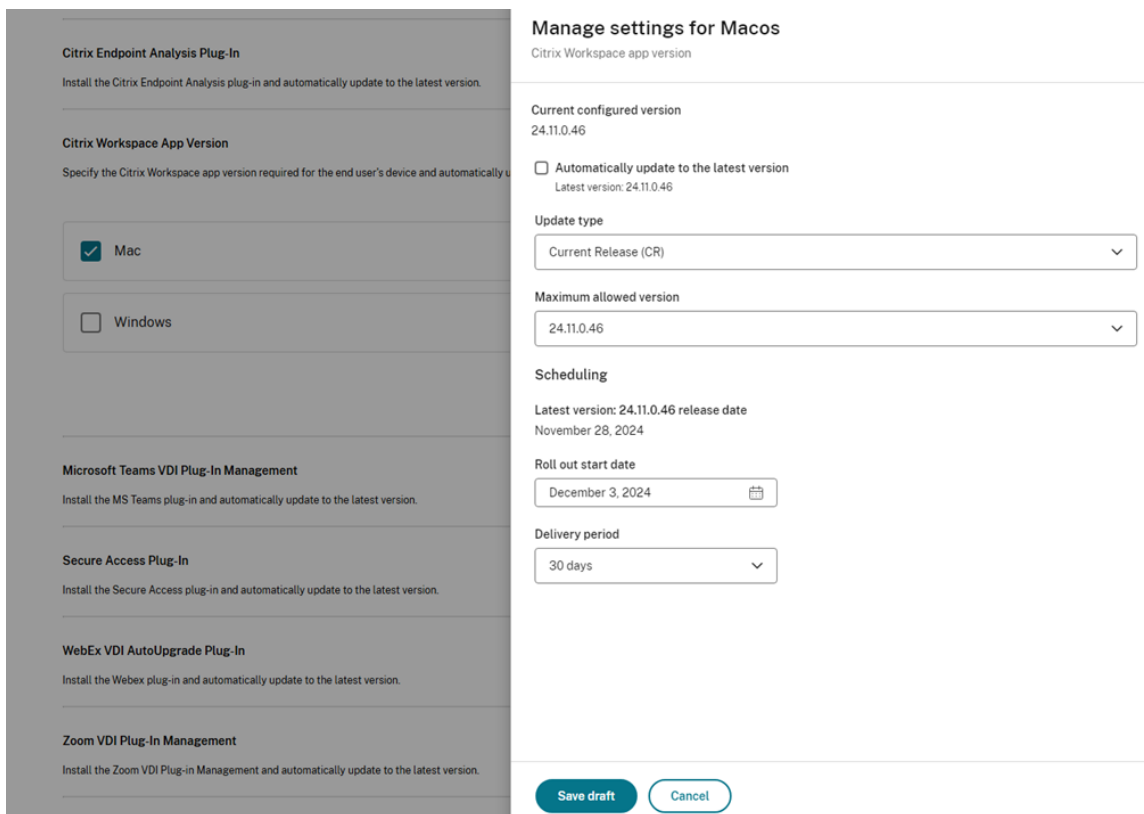 Citrix Endpoint Analysis Plug-In
Install the Citrix Endpoint Analysis plug-in and automatically update to the latest version.
Citrix Workspace App Version
Specify the Citrix Workspace app version required for the end user's device and automatically u
Mac
Windows
Microsoft Teams VDI Plug-In Management
Install the MS Teams plug-in and automatically update to the latest version.
Secure Access Plug-In
Install the Secure Access plug-in and automatically update to the latest version.
WebEx VDI AutoUpgrade Plug-In
Install the Webex plug-in and automatically update to the latest version.
Zoom VDI Plug-In Management
Install the Zoom VDI Plug-in Management and automatically update to the latest version.
Manage settings for Macos
Citrix Workspace app version
Current configured version
24.11.0.46
Automatically update to the latest version
Latest version: 24.11.0.46
Update type
Current Release (CR)
Maximum allowed version
24.11.0.46
Scheduling
Latest version: 24.11.0.46 release date
November 28, 2024
Roll out start date
December 3, 2024
Delivery period
30 days
Save draft
Cancel